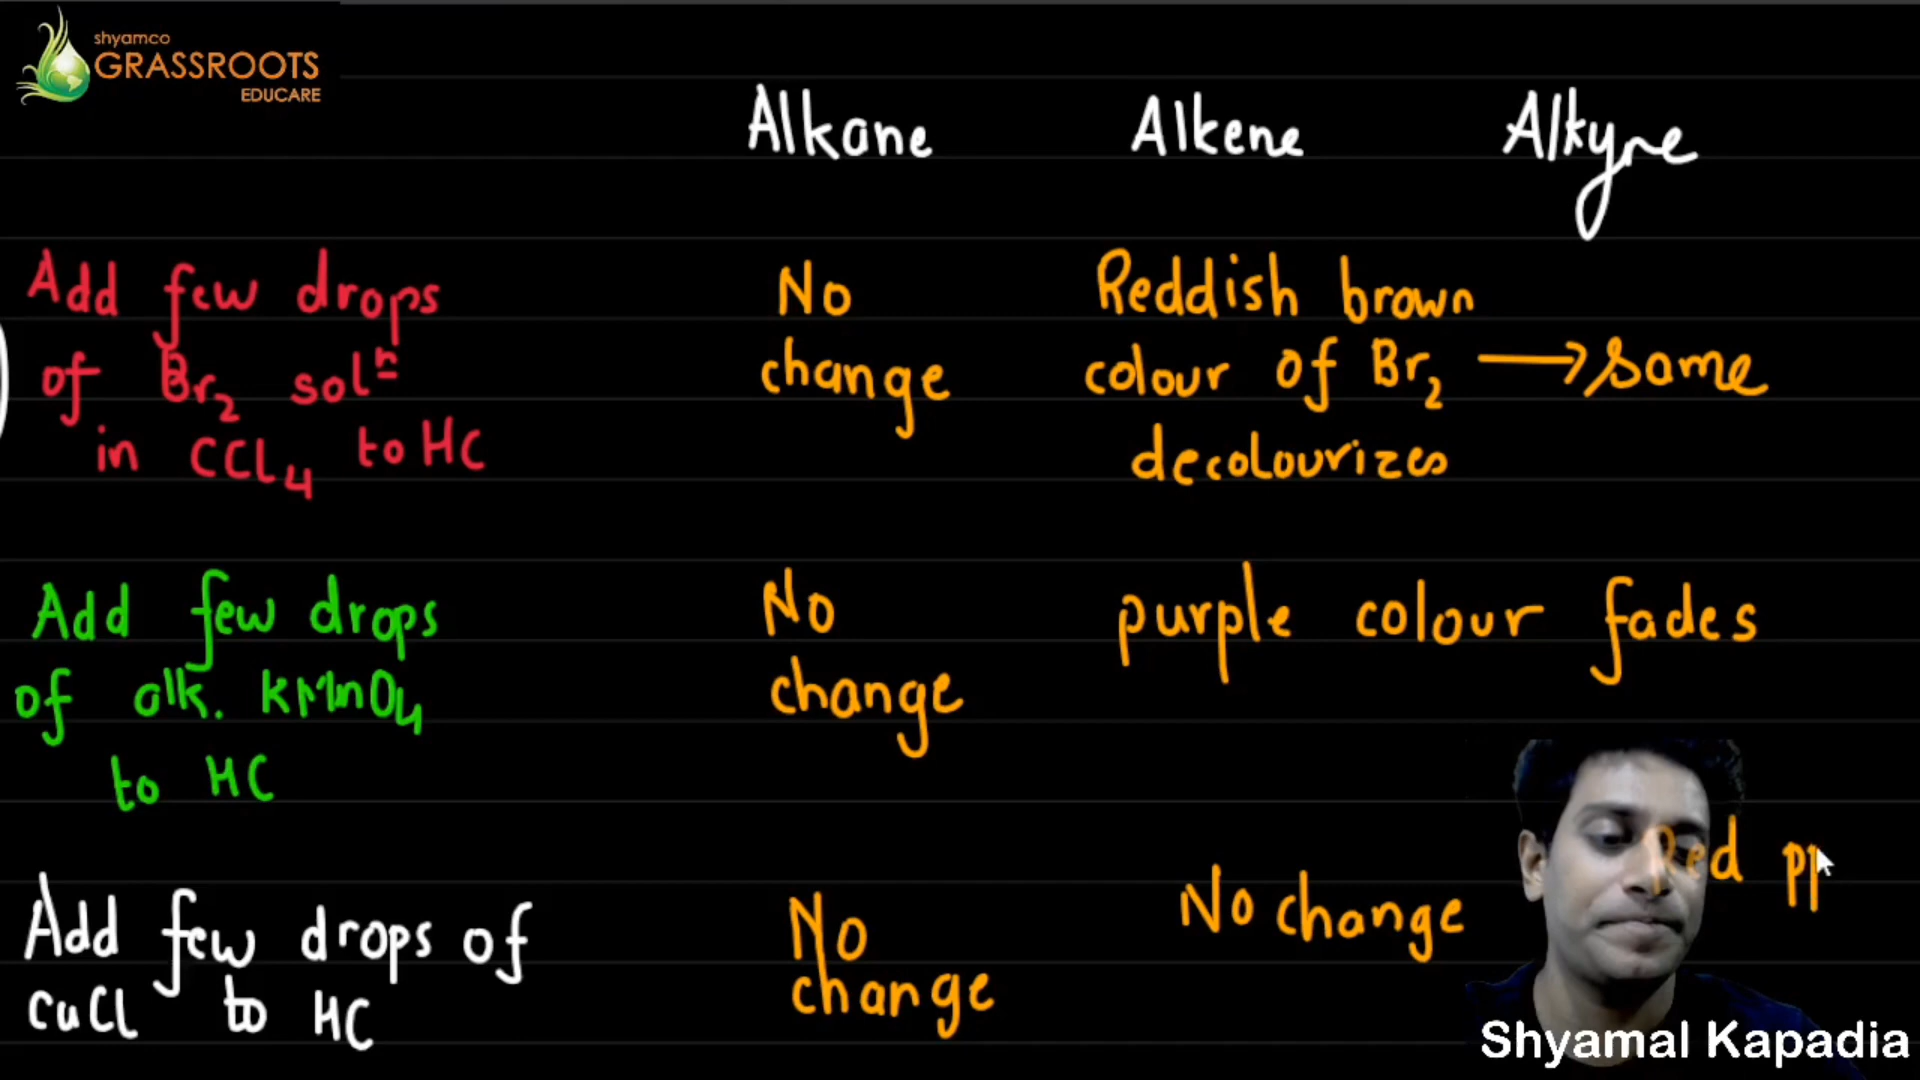 shyamco
GRASSROOTS
EDUCARE
Alkane Alkene Alkyne
Add few drops
of Br2 solⁿ
in CCl4 to HC
No
change
Reddish brown
colour of Br2 → same
decolourizes
Add few drops
of alk. KMnO4
to HC
No
change
purple colour fades
Add few drops of
CuCl to HC
No
change
No change
Red pp
Shyamal Kapadia